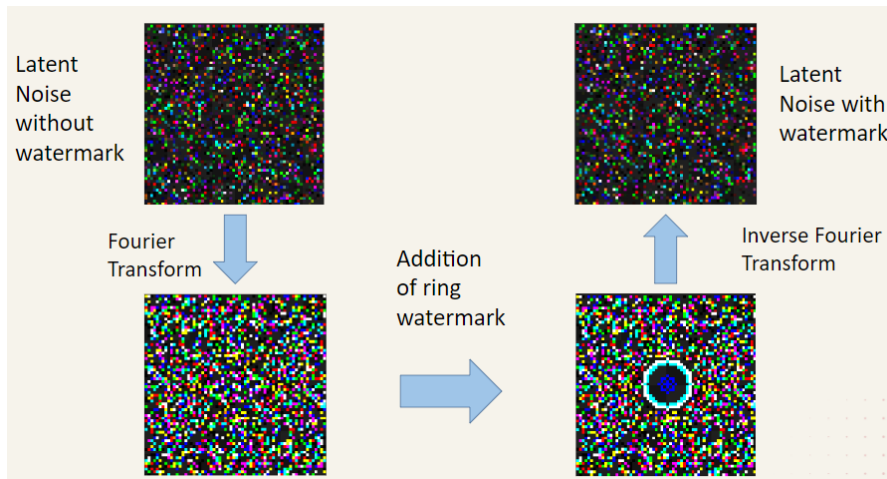 Latent
Noise
without
watermark
Latent
Noise with
watermark
Fourier
Transform
Addition
of ring
watermark
Inverse Fourier
Transform